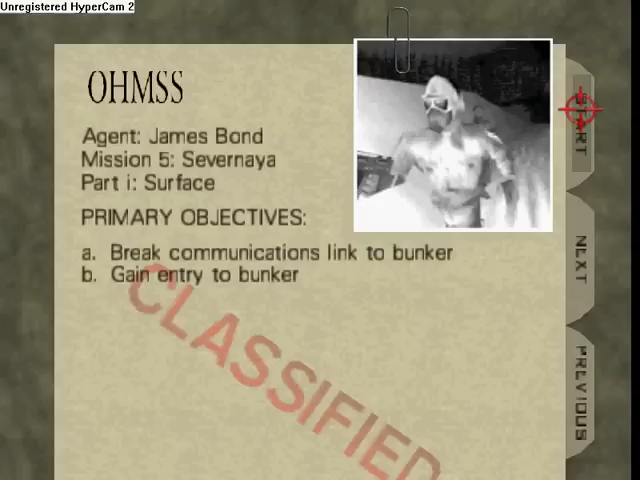 Unregistered HyperCam 2
OHMSS
Agent: James Bond
Mission 5: Severnaya
Part i: Surface
PRIMARY OBJECTIVES:
a. Break communications link to bunker
b. Gain entry to bunker
CLASSIFIED
START
NEXT
PREVIOUS